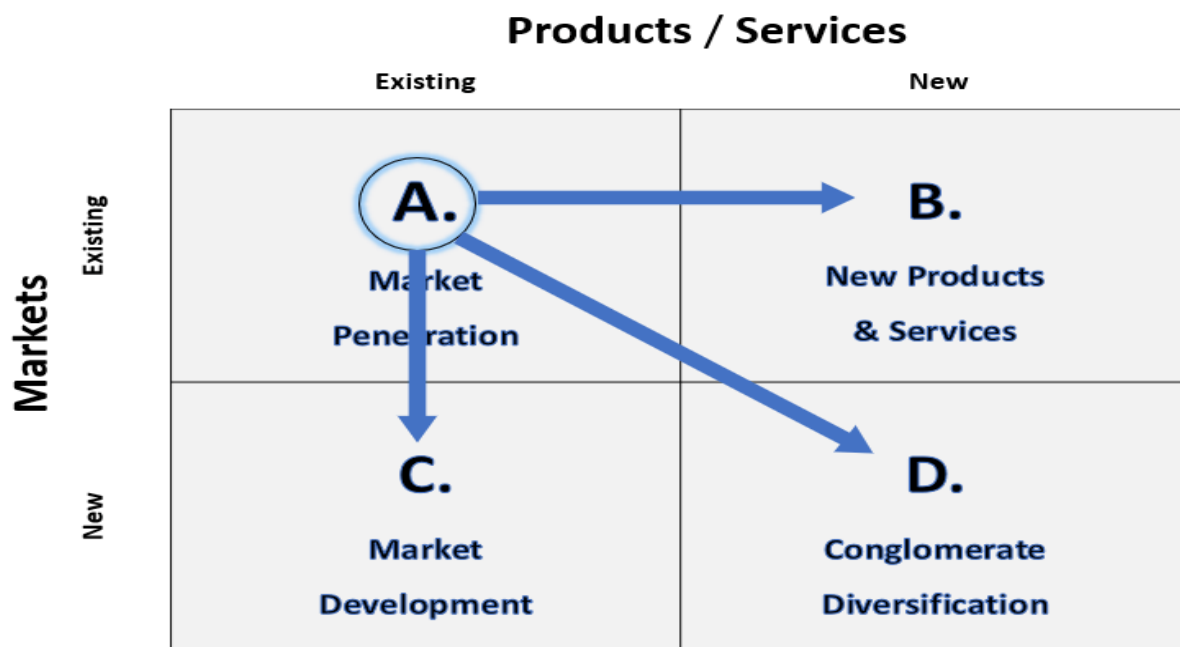 Products / Services
Existing
New
Markets
Existing
A.
Market
Penetration
B.
New Products
& Services
New
C.
Market
Development
D.
Conglomerate
Diversification